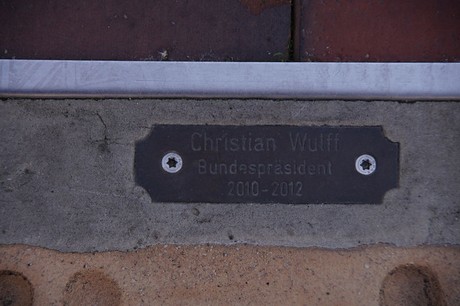 Christian Wulff
Bundespräsident
2010-2012